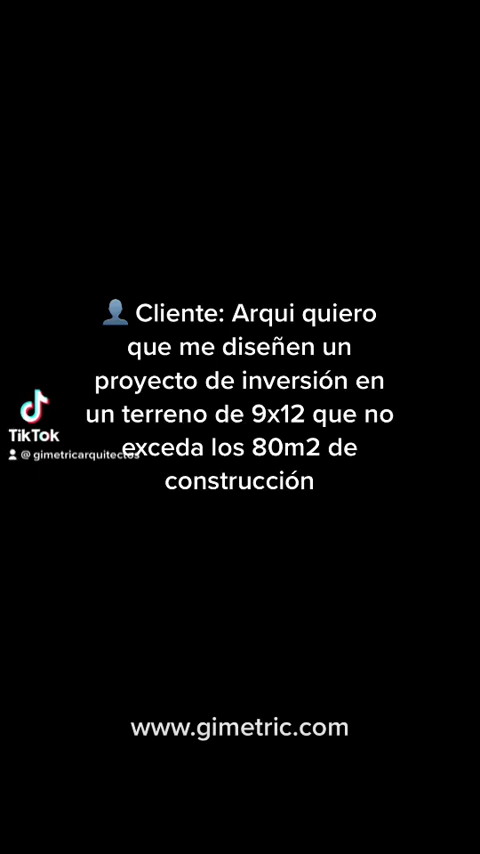 👤 Cliente: Arqui quiero
que me diseñen un
proyecto de inversión en
un terreno de 9x12 que no
exceda los 80m2 de
construcción
TikTok
@gimetricarquitectos
www.gimetric.com